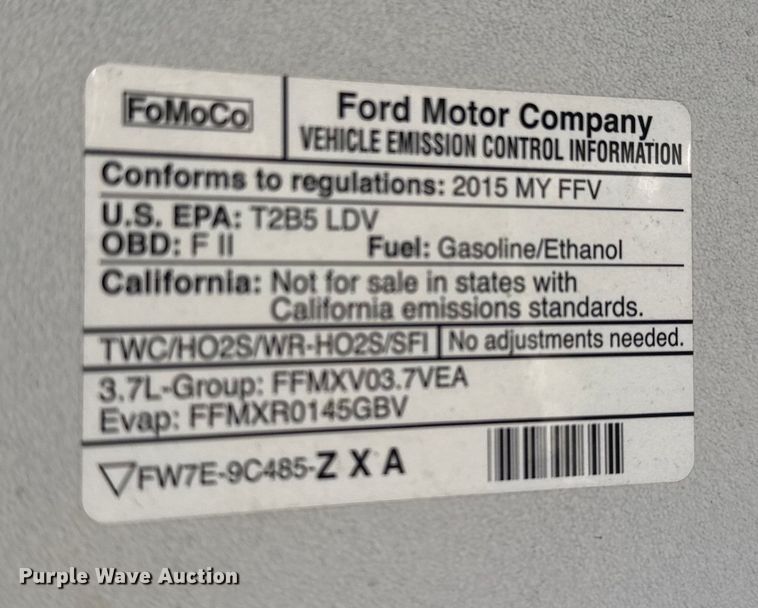 FoMoCo
Ford Motor Company
VEHICLE EMISSION CONTROL INFORMATION
Conforms to regulations: 2015 MY FFV
U.S. EPA: T2B5 LDV
OBD: F II Fuel: Gasoline/Ethanol
California: Not for sale in states with
California emissions standards.
TWC/HO2S/WR-HO2S/SFI No adjustments needed.
3.7L-Group: FFMXV03.7VEA
Evap: FFMXR0145GBV
FW7E-9C485-Z X A
Purple Wave Auction